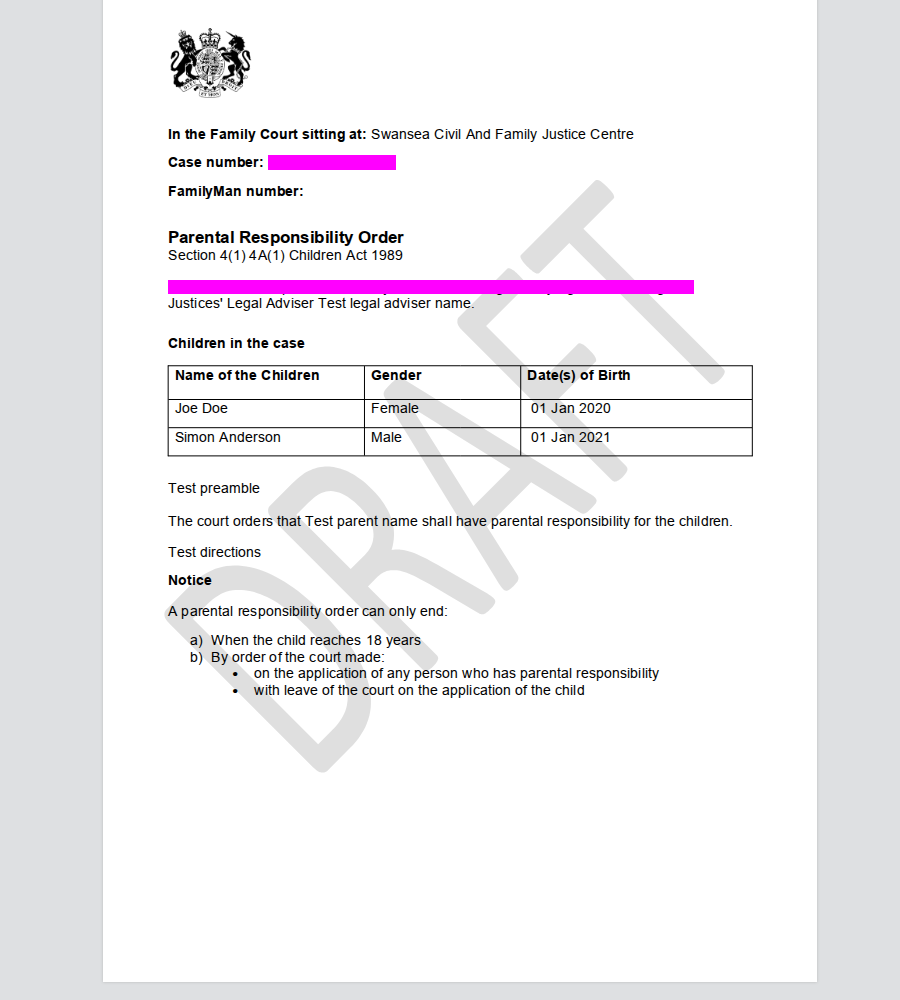 In the Family Court sitting at: Swansea Civil And Family Justice Centre
Case number:
FamilyMan number:
Parental Responsibility Order
Section 4(1) 4A(1) Children Act 1989
Justices' Legal Adviser Test legal adviser name.
Children in the case
Name of the Children Gender Date(s) of Birth
Joe Doe Female 01 Jan 2020
Simon Anderson Male 01 Jan 2021
Test preamble
The court orders that Test parent name shall have parental responsibility for the children.
Test directions
Notice
A parental responsibility order can only end:
a) When the child reaches 18 years
b) By order of the court made:
• on the application of any person who has parental responsibility
• with leave of the court on the application of the child
DRAFT